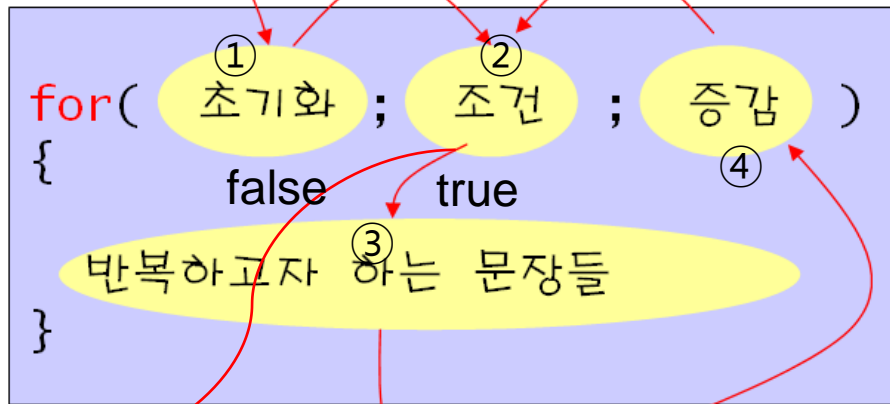 ① ②
for( 초기화 ; 조건 ; 증감 )
{ ④
false true
③
반복하고자 하는 문장들
}